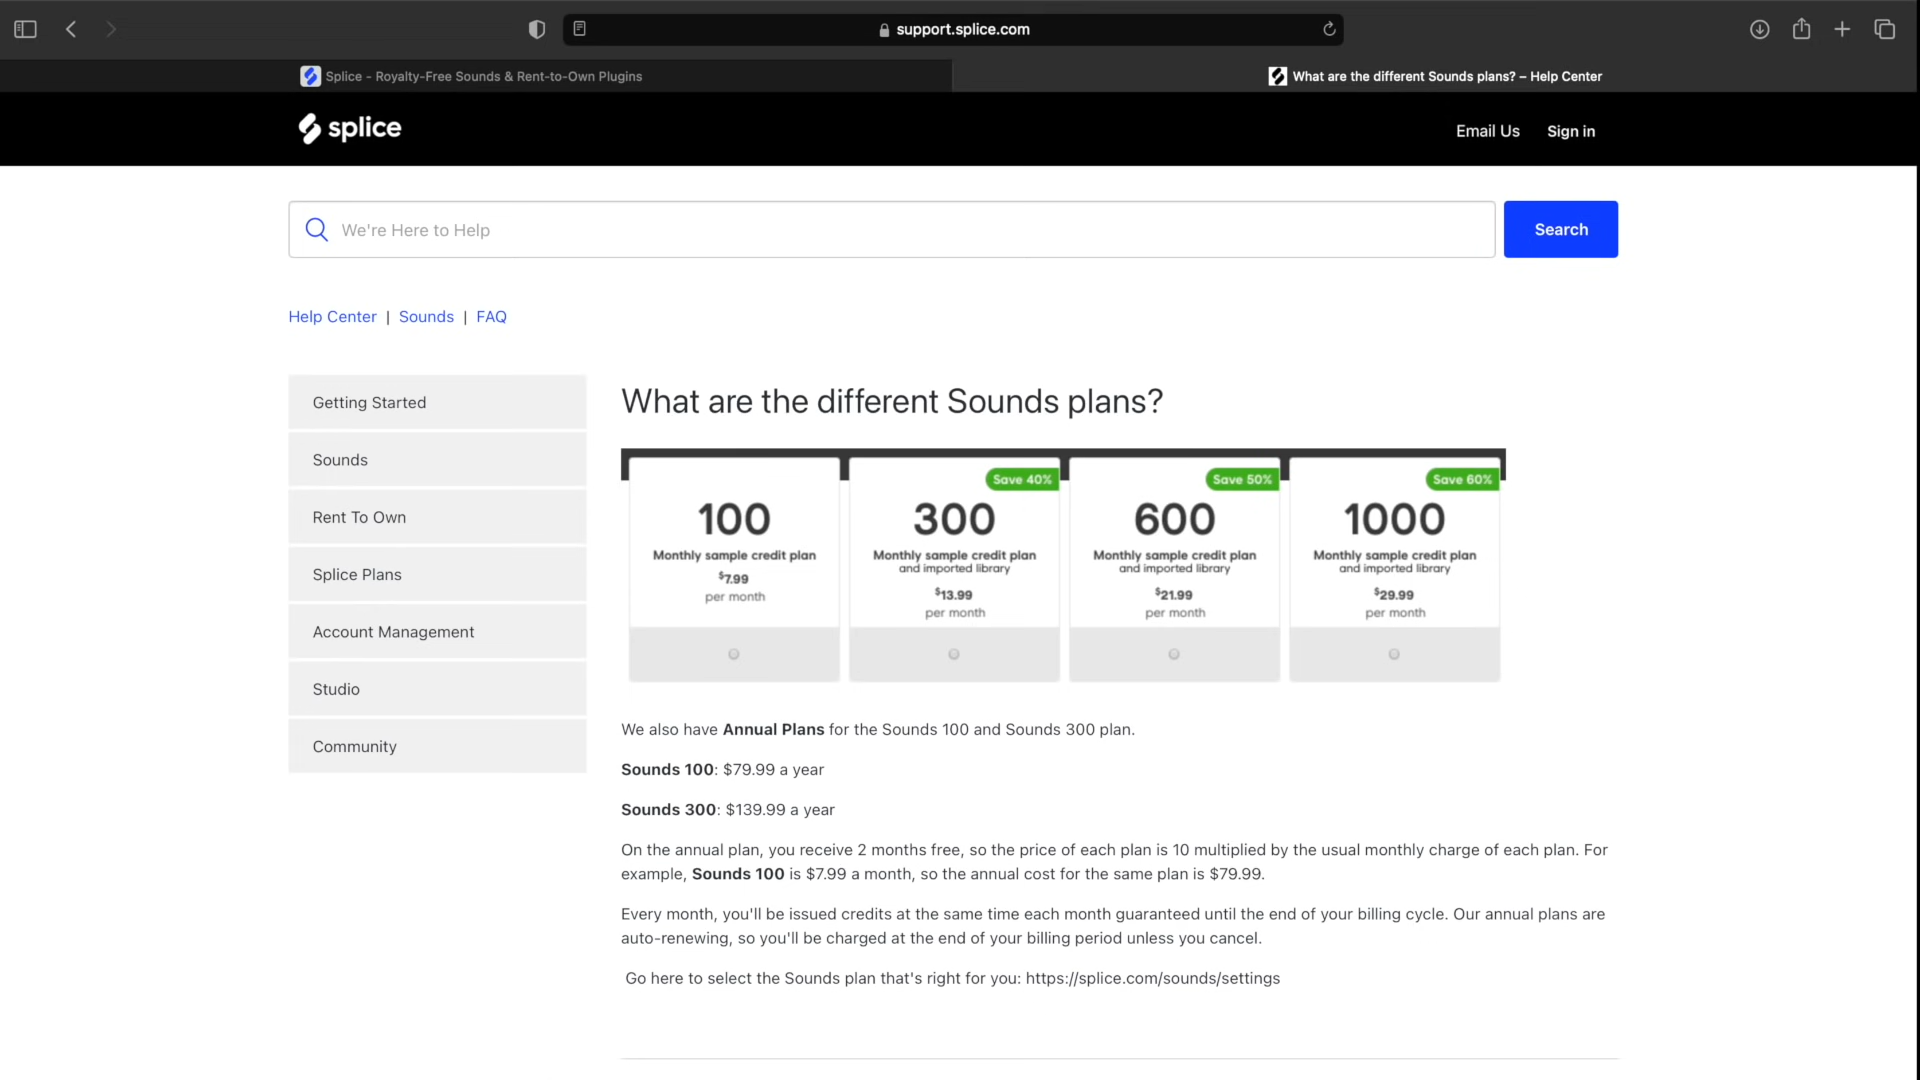 support.splice.com
Splice - Royalty-Free Sounds & Rent-to-Own Plugins
What are the different Sounds plans? – Help Center
splice
Email Us
Sign in
We're Here to Help
Search
Help Center | Sounds | FAQ
Getting Started
Sounds
Rent To Own
Splice Plans
Account Management
Studio
Community
What are the different Sounds plans?
100
Monthly sample credit plan
$7.99
per month
Save 40%
300
Monthly sample credit plan
and imported library
$13.99
per month
Save 50%
600
Monthly sample credit plan
and imported library
$21.99
per month
Save 60%
1000
Monthly sample credit plan
and imported library
$29.99
per month
We also have Annual Plans for the Sounds 100 and Sounds 300 plan.
Sounds 100: $79.99 a year
Sounds 300: $139.99 a year
On the annual plan, you receive 2 months free, so the price of each plan is 10 multiplied by the usual monthly charge of each plan. For
example, Sounds 100 is $7.99 a month, so the annual cost for the same plan is $79.99.
Every month, you'll be issued credits at the same time each month guaranteed until the end of your billing cycle. Our annual plans are
auto-renewing, so you'll be charged at the end of your billing period unless you cancel.
Go here to select the Sounds plan that's right for you: https://splice.com/sounds/settings